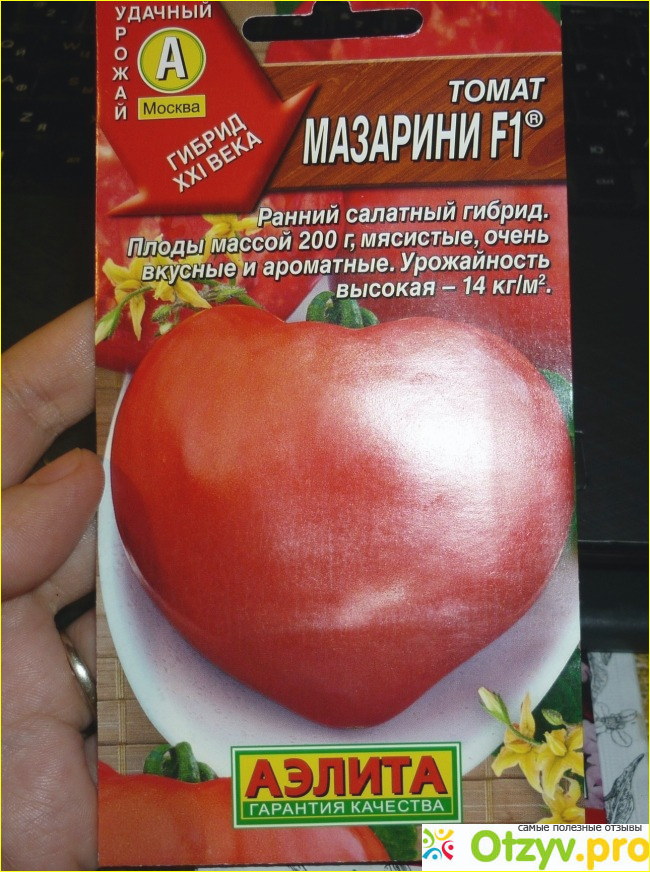 УДАЧНЫЙ
УРОЖАЙ
А
Москва
ГИБРИД
XXI ВЕКА
ТОМАТ
МАЗАРИНИ F1®
Ранний салатный гибрид.
Плоды массой 200 г, мясистые, очень
вкусные и ароматные. Урожайность
высокая – 14 кг/м².
АЭЛИТА
ГАРАНТИЯ КАЧЕСТВА
самые полезные отзывы
Otzyv.pro